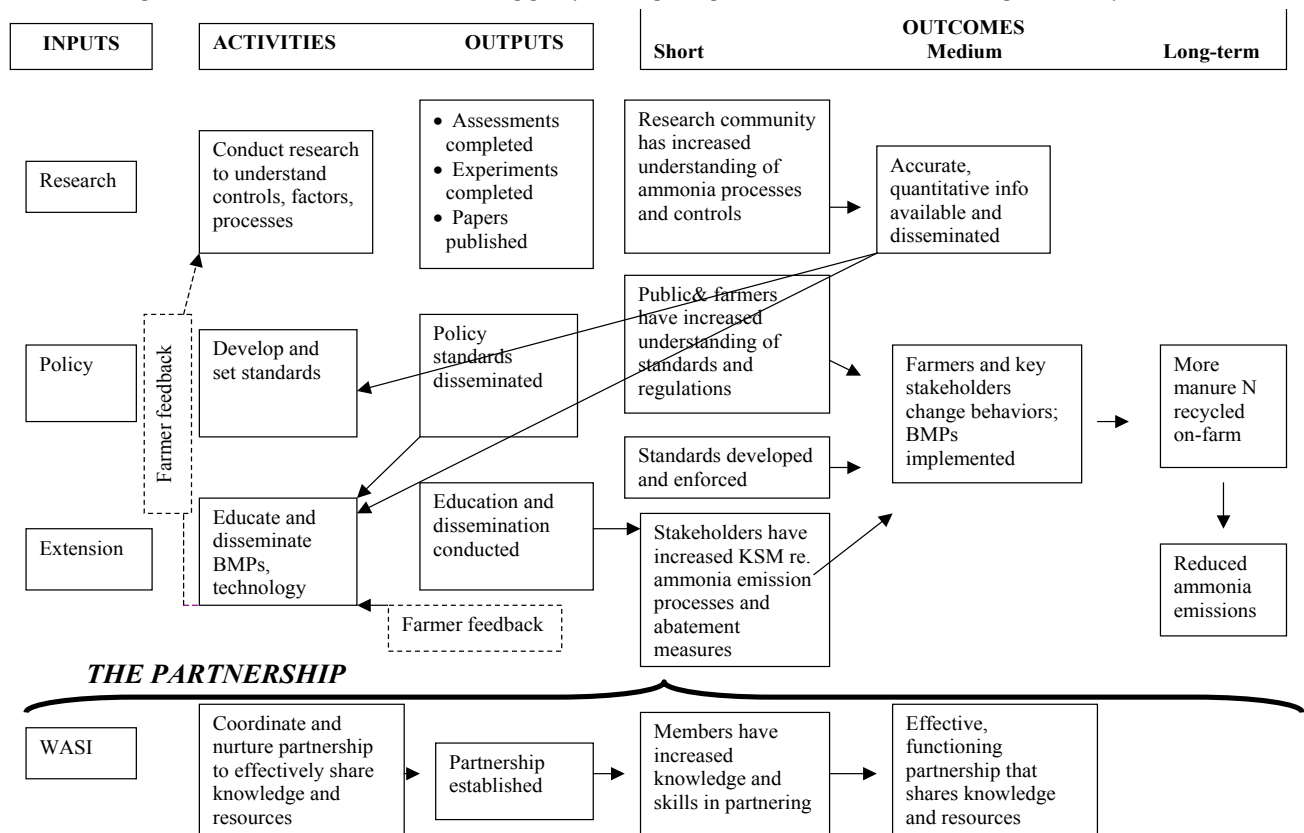 INPUTS
ACTIVITIES
OUTPUTS
OUTCOMES
Short
Medium
Long-term
Research
Conduct research
to understand
controls, factors,
processes
• Assessments
completed
• Experiments
completed
• Papers
published
Research community
has increased
understanding of
ammonia processes
and controls
Accurate,
quantitative info
available and
disseminated
Farmer feedback
Policy
Develop and
set standards
Policy
standards
disseminated
Public& farmers
have increased
understanding of
standards and
regulations
Farmers and key
stakeholders
change behaviors;
BMPs
implemented
More
manure N
recycled
on-farm
Standards developed
and enforced
Extension
Educate and
disseminate
BMPs,
technology
Education and
dissemination
conducted
Stakeholders have
increased KSM re.
ammonia emission
processes and
abatement
measures
Reduced
ammonia
emissions
Farmer feedback
THE PARTNERSHIP
WASI
Coordinate and
nurture partnership
to effectively share
knowledge and
resources
Partnership
established
Members have
increased
knowledge and
skills in partnering
Effective,
functioning
partnership that
shares knowledge
and resources